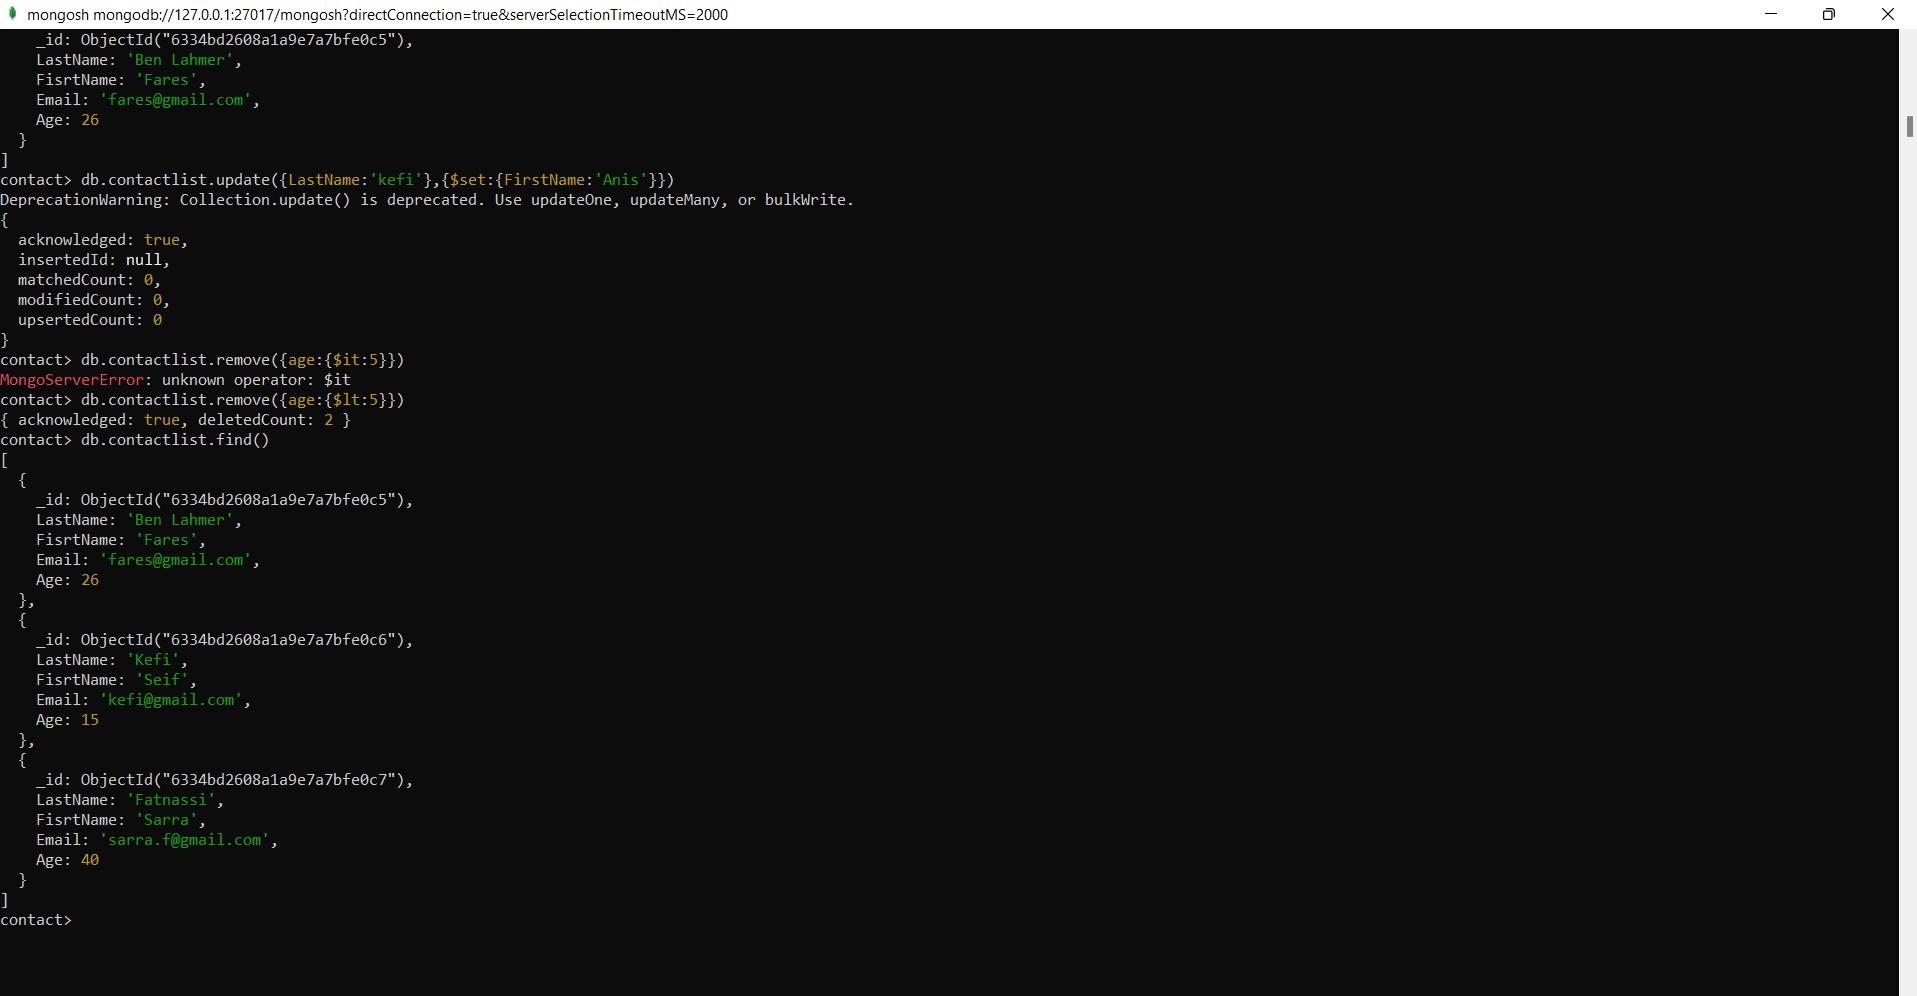 mongosh mongodb://127.0.0.1:27017/mongosh?directConnection=true&serverSelectionTimeoutMS=2000
    _id: ObjectId("6334bd2608a1a9e7a7bfe0c5"),
    LastName: 'Ben Lahmer',
    FisrtName: 'Fares',
    Email: 'fares@gmail.com',
    Age: 26
  }
]
contact> db.contactlist.update({LastName:'kefi'},{$set:{FirstName:'Anis'}})
DeprecationWarning: Collection.update() is deprecated. Use updateOne, updateMany, or bulkWrite.
{
  acknowledged: true,
  insertedId: null,
  matchedCount: 0,
  modifiedCount: 0,
  upsertedCount: 0
}
contact> db.contactlist.remove({age:{$it:5}})
MongoServerError: unknown operator: $it
contact> db.contactlist.remove({age:{$lt:5}})
{ acknowledged: true, deletedCount: 2 }
contact> db.contactlist.find()
[
  {
    _id: ObjectId("6334bd2608a1a9e7a7bfe0c5"),
    LastName: 'Ben Lahmer',
    FisrtName: 'Fares',
    Email: 'fares@gmail.com',
    Age: 26
  },
  {
    _id: ObjectId("6334bd2608a1a9e7a7bfe0c6"),
    LastName: 'Kefi',
    FisrtName: 'Seif',
    Email: 'kefi@gmail.com',
    Age: 15
  },
  {
    _id: ObjectId("6334bd2608a1a9e7a7bfe0c7"),
    LastName: 'Fatnassi',
    FisrtName: 'Sarra',
    Email: 'sarra.f@gmail.com',
    Age: 40
  }
]
contact>